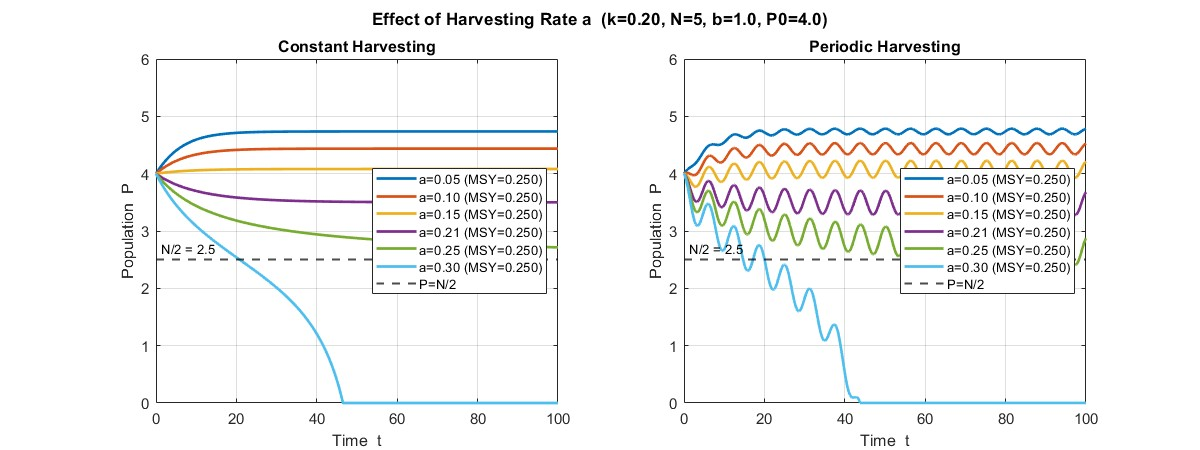 Effect of Harvesting Rate a  (k=0.20, N=5, b=1.0, P0=4.0)
Constant Harvesting
Population  P
6
5
4
3
2
1
0
N/2 = 2.5
a=0.05 (MSY=0.250)
a=0.10 (MSY=0.250)
a=0.15 (MSY=0.250)
a=0.21 (MSY=0.250)
a=0.25 (MSY=0.250)
a=0.30 (MSY=0.250)
P=N/2
0 20 40 60 80 100
Time  t
Periodic Harvesting
Population  P
6
5
4
3
2
1
0
N/2 = 2.5
a=0.05 (MSY=0.250)
a=0.10 (MSY=0.250)
a=0.15 (MSY=0.250)
a=0.21 (MSY=0.250)
a=0.25 (MSY=0.250)
a=0.30 (MSY=0.250)
P=N/2
0 20 40 60 80 100
Time  t